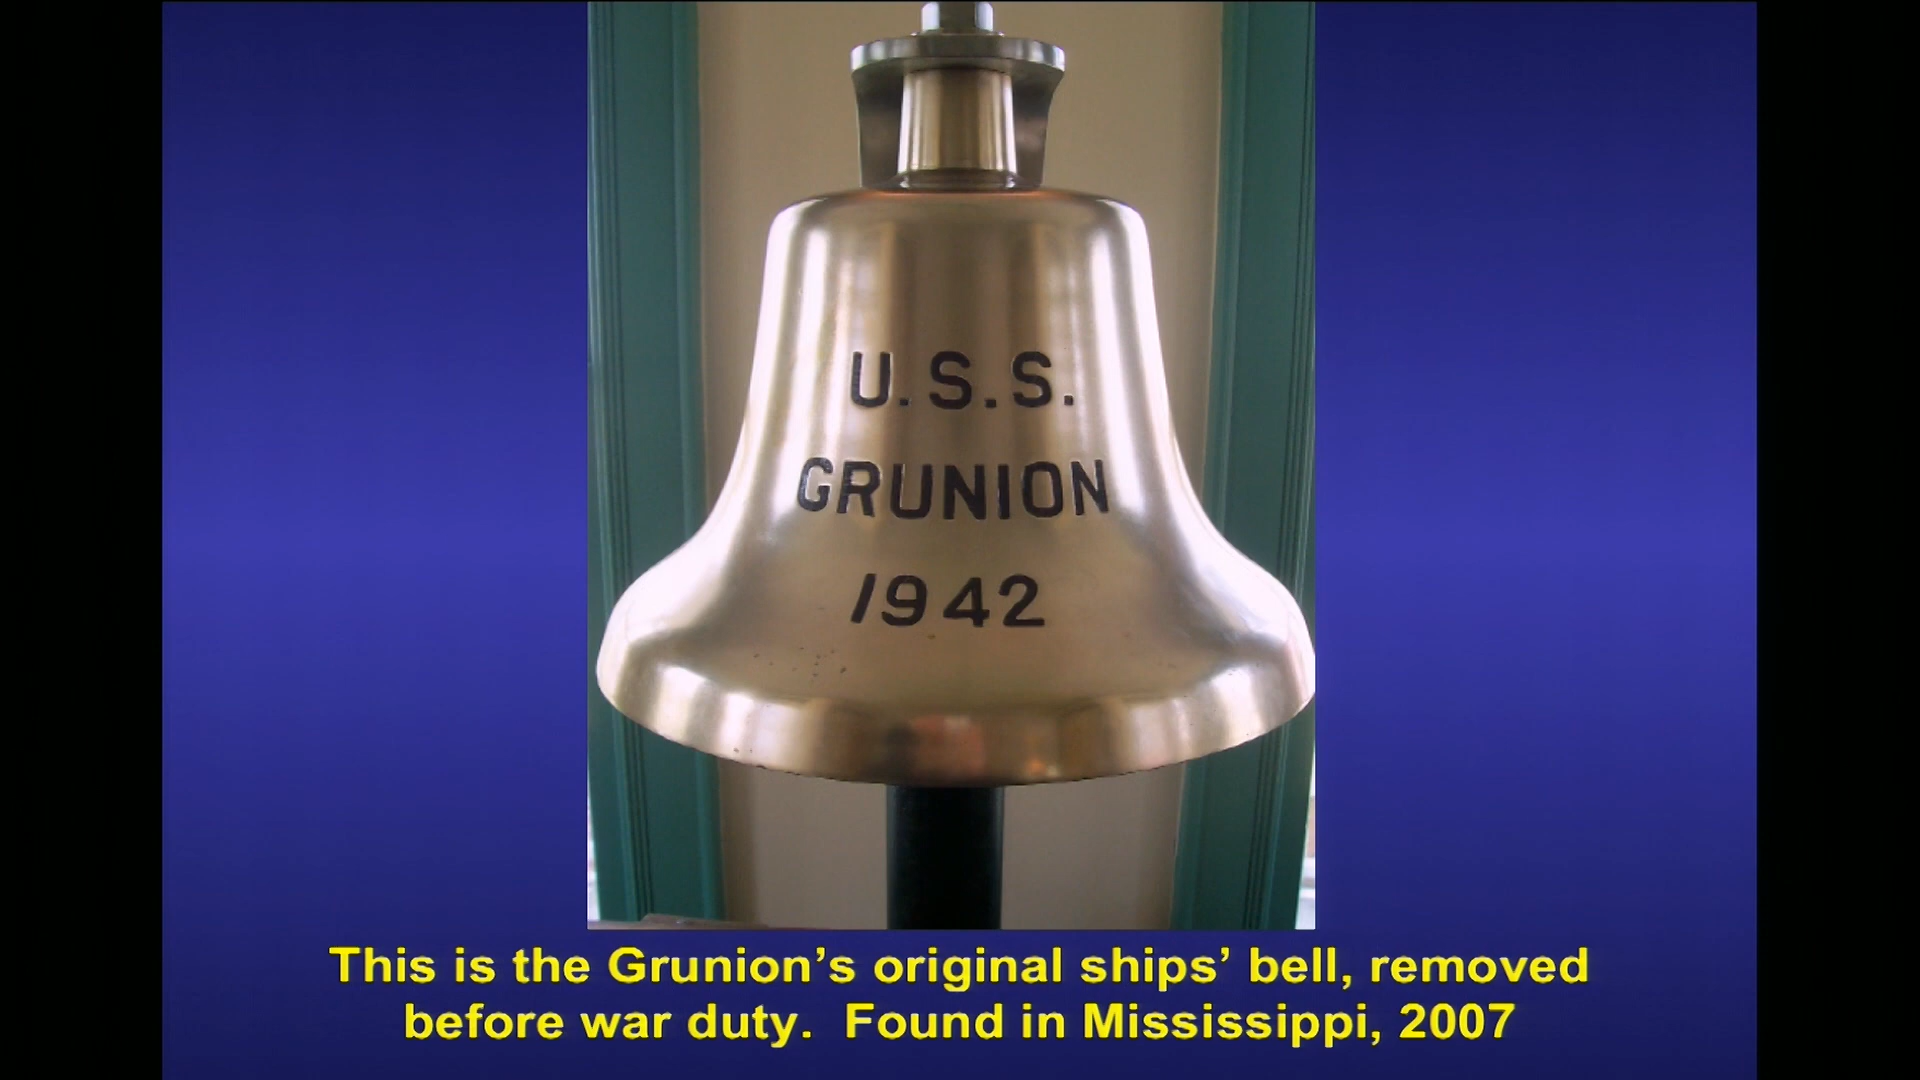 U.S.S.
GRUNION
1942
This is the Grunion’s original ships’ bell, removed
before war duty.  Found in Mississippi, 2007